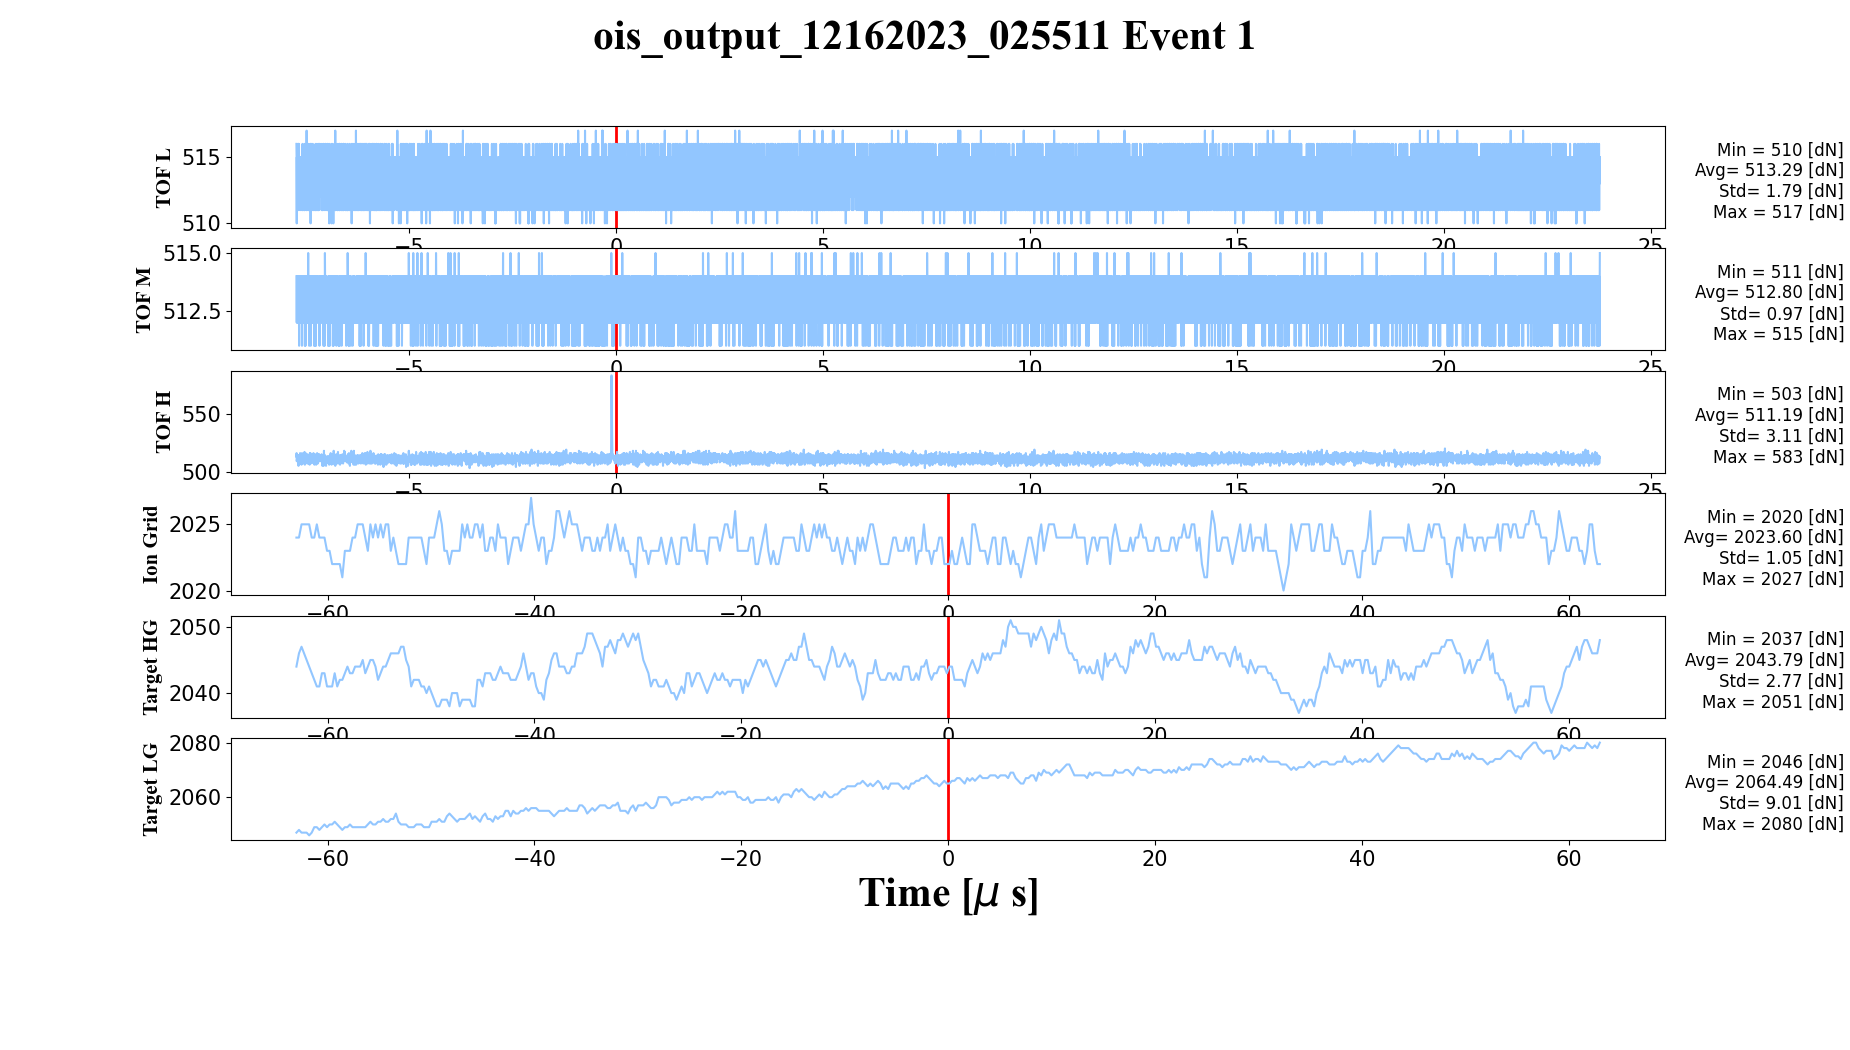 ois_output_12162023_025511 Event 1
TOF L
515
510
Min = 510 [dN]
Avg= 513.29 [dN]
Std= 1.79 [dN]
Max = 517 [dN]
−5 0 5 10 15 20 25
TOF M
515.0
512.5
Min = 511 [dN]
Avg= 512.80 [dN]
Std= 0.97 [dN]
Max = 515 [dN]
−5 0 5 10 15 20 25
TOF H
550
500
Min = 503 [dN]
Avg= 511.19 [dN]
Std= 3.11 [dN]
Max = 583 [dN]
−5 0 5 10 15 20 25
Ion Grid
2025
2020
Min = 2020 [dN]
Avg= 2023.60 [dN]
Std= 1.05 [dN]
Max = 2027 [dN]
−60 −40 −20 0 20 40 60
Target HG
2050
2040
Min = 2037 [dN]
Avg= 2043.79 [dN]
Std= 2.77 [dN]
Max = 2051 [dN]
−60 −40 −20 0 20 40 60
Target LG
2080
2060
Min = 2046 [dN]
Avg= 2064.49 [dN]
Std= 9.01 [dN]
Max = 2080 [dN]
−60 −40 −20 0 20 40 60
Time [μ s]